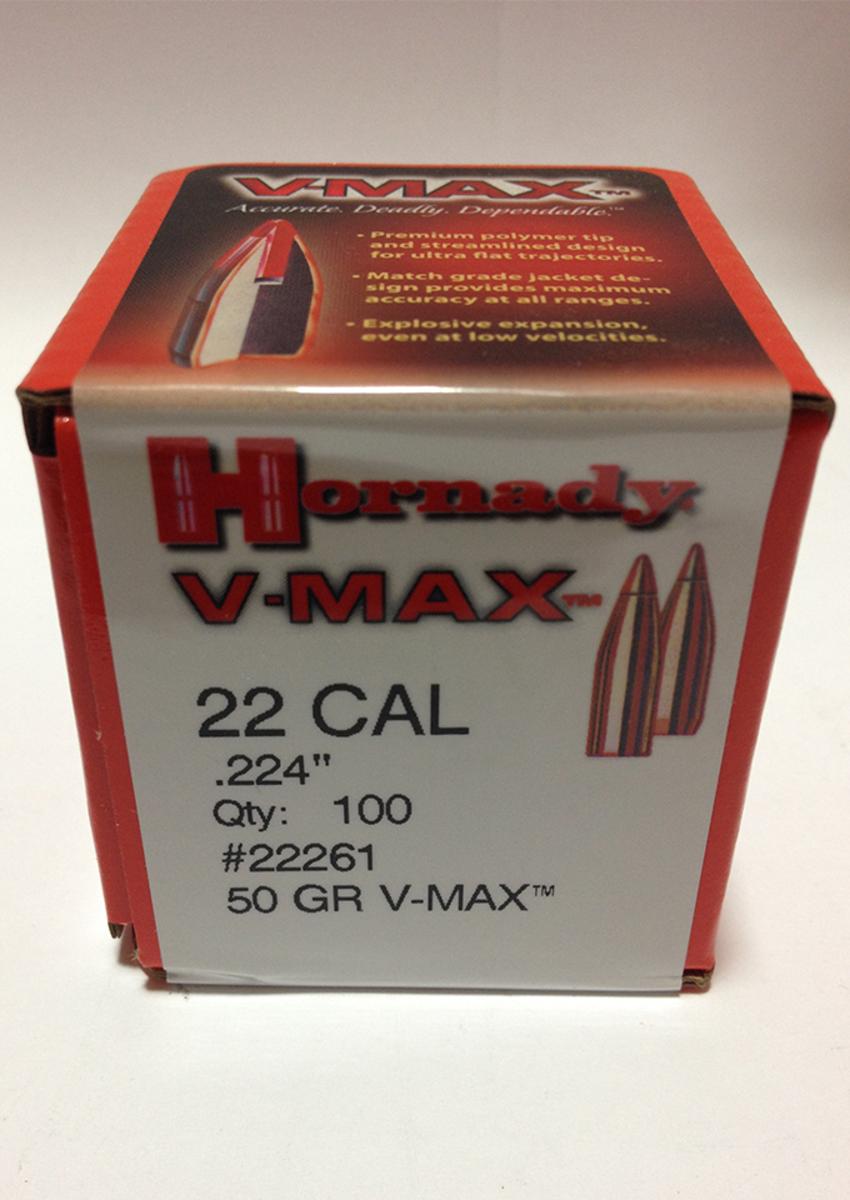 V-MAX™
Accurate. Deadly. Dependable.™
• Premium polymer tip
and streamlined design
for ultra flat trajectories.
• Match grade jacket de-
sign provides maximum
accuracy at all ranges.
• Explosive expansion,
even at low velocities.
Hornady
V-MAX™
22 CAL
.224"
Qty: 100
#22261
50 GR V-MAX™